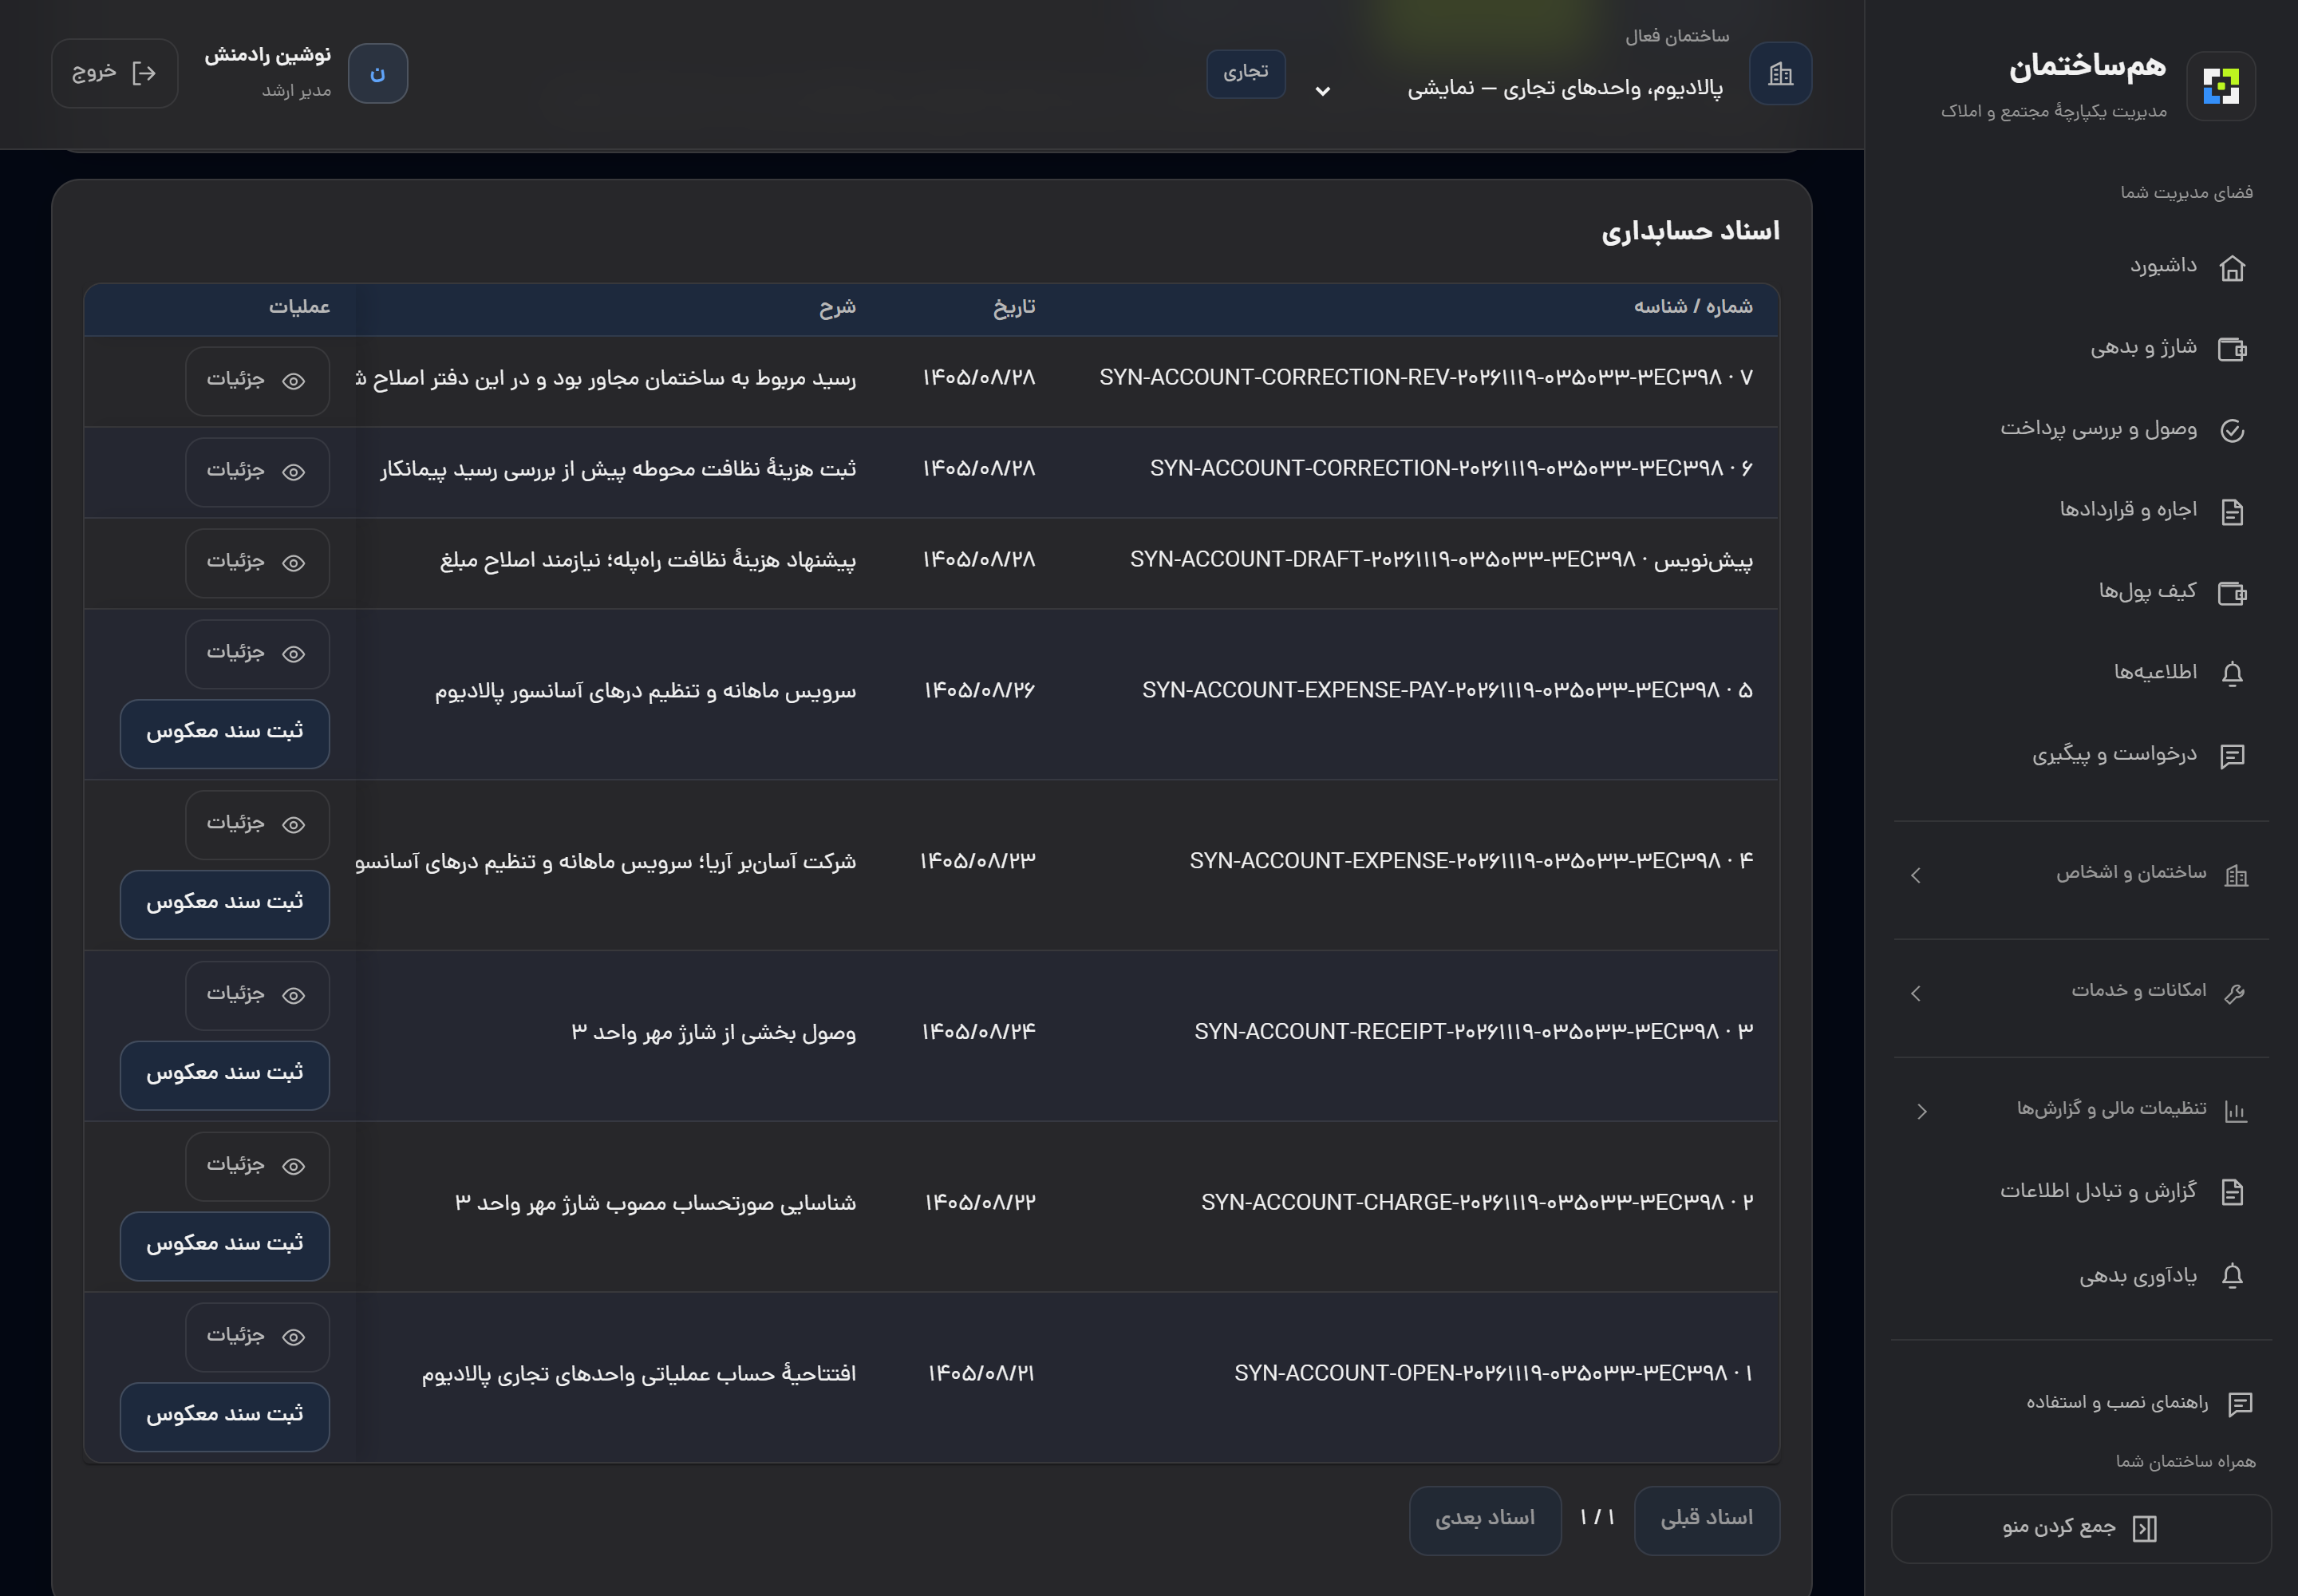 هم‌ساختمان
مدیریت یکپارچهٔ مجتمع و املاک
فضای مدیریت شما
داشبورد
شارژ و بدهی
وصول و بررسی پرداخت
اجاره و قراردادها
کیف پول‌ها
اطلاعیه‌ها
درخواست و پیگیری
ساختمان و اشخاص
امکانات و خدمات
تنظیمات مالی و گزارش‌ها
گزارش و تبادل اطلاعات
یادآوری بدهی
راهنمای نصب و استفاده
همراه ساختمان شما
جمع کردن منو
ساختمان فعال
پالادیوم، واحدهای تجاری — نمایشی
تجاری
ن
نوشین رادمنش
مدیر ارشد
خروج
اسناد حسابداری
شماره / شناسه تاریخ شرح عملیات
۷ · SYN-ACCOUNT-CORRECTION-REV-۲۰۲۶۱۱۱۹-۰۳۵۰۳۳-۳EC۳۹۸ ۱۴۰۵/۰۸/۲۸ رسید مربوط به ساختمان مجاور بود و در این دفتر اصلاح ش جزئیات
۶ · SYN-ACCOUNT-CORRECTION-۲۰۲۶۱۱۱۹-۰۳۵۰۳۳-۳EC۳۹۸ ۱۴۰۵/۰۸/۲۸ ثبت هزینهٔ نظافت محوطه پیش از بررسی رسید پیمانکار جزئیات
پیش‌نویس · SYN-ACCOUNT-DRAFT-۲۰۲۶۱۱۱۹-۰۳۵۰۳۳-۳EC۳۹۸ ۱۴۰۵/۰۸/۲۸ پیشنهاد هزینهٔ نظافت راه‌پله؛ نیازمند اصلاح مبلغ جزئیات
۵ · SYN-ACCOUNT-EXPENSE-PAY-۲۰۲۶۱۱۱۹-۰۳۵۰۳۳-۳EC۳۹۸ ۱۴۰۵/۰۸/۲۶ سرویس ماهانه و تنظیم درهای آسانسور پالادیوم جزئیات
ثبت سند معکوس
۴ · SYN-ACCOUNT-EXPENSE-۲۰۲۶۱۱۱۹-۰۳۵۰۳۳-۳EC۳۹۸ ۱۴۰۵/۰۸/۲۳ شرکت آسان‌بر آریا؛ سرویس ماهانه و تنظیم درهای آسانسو جزئیات
ثبت سند معکوس
۳ · SYN-ACCOUNT-RECEIPT-۲۰۲۶۱۱۱۹-۰۳۵۰۳۳-۳EC۳۹۸ ۱۴۰۵/۰۸/۲۴ وصول بخشی از شارژ مهر واحد ۳ جزئیات
ثبت سند معکوس
۲ · SYN-ACCOUNT-CHARGE-۲۰۲۶۱۱۱۹-۰۳۵۰۳۳-۳EC۳۹۸ ۱۴۰۵/۰۸/۲۲ شناسایی صورتحساب مصوب شارژ مهر واحد ۳ جزئیات
ثبت سند معکوس
۱ · SYN-ACCOUNT-OPEN-۲۰۲۶۱۱۱۹-۰۳۵۰۳۳-۳EC۳۹۸ ۱۴۰۵/۰۸/۲۱ افتتاحیهٔ حساب عملیاتی واحدهای تجاری پالادیوم جزئیات
ثبت سند معکوس
اسناد قبلی ۱ / ۱ اسناد بعدی